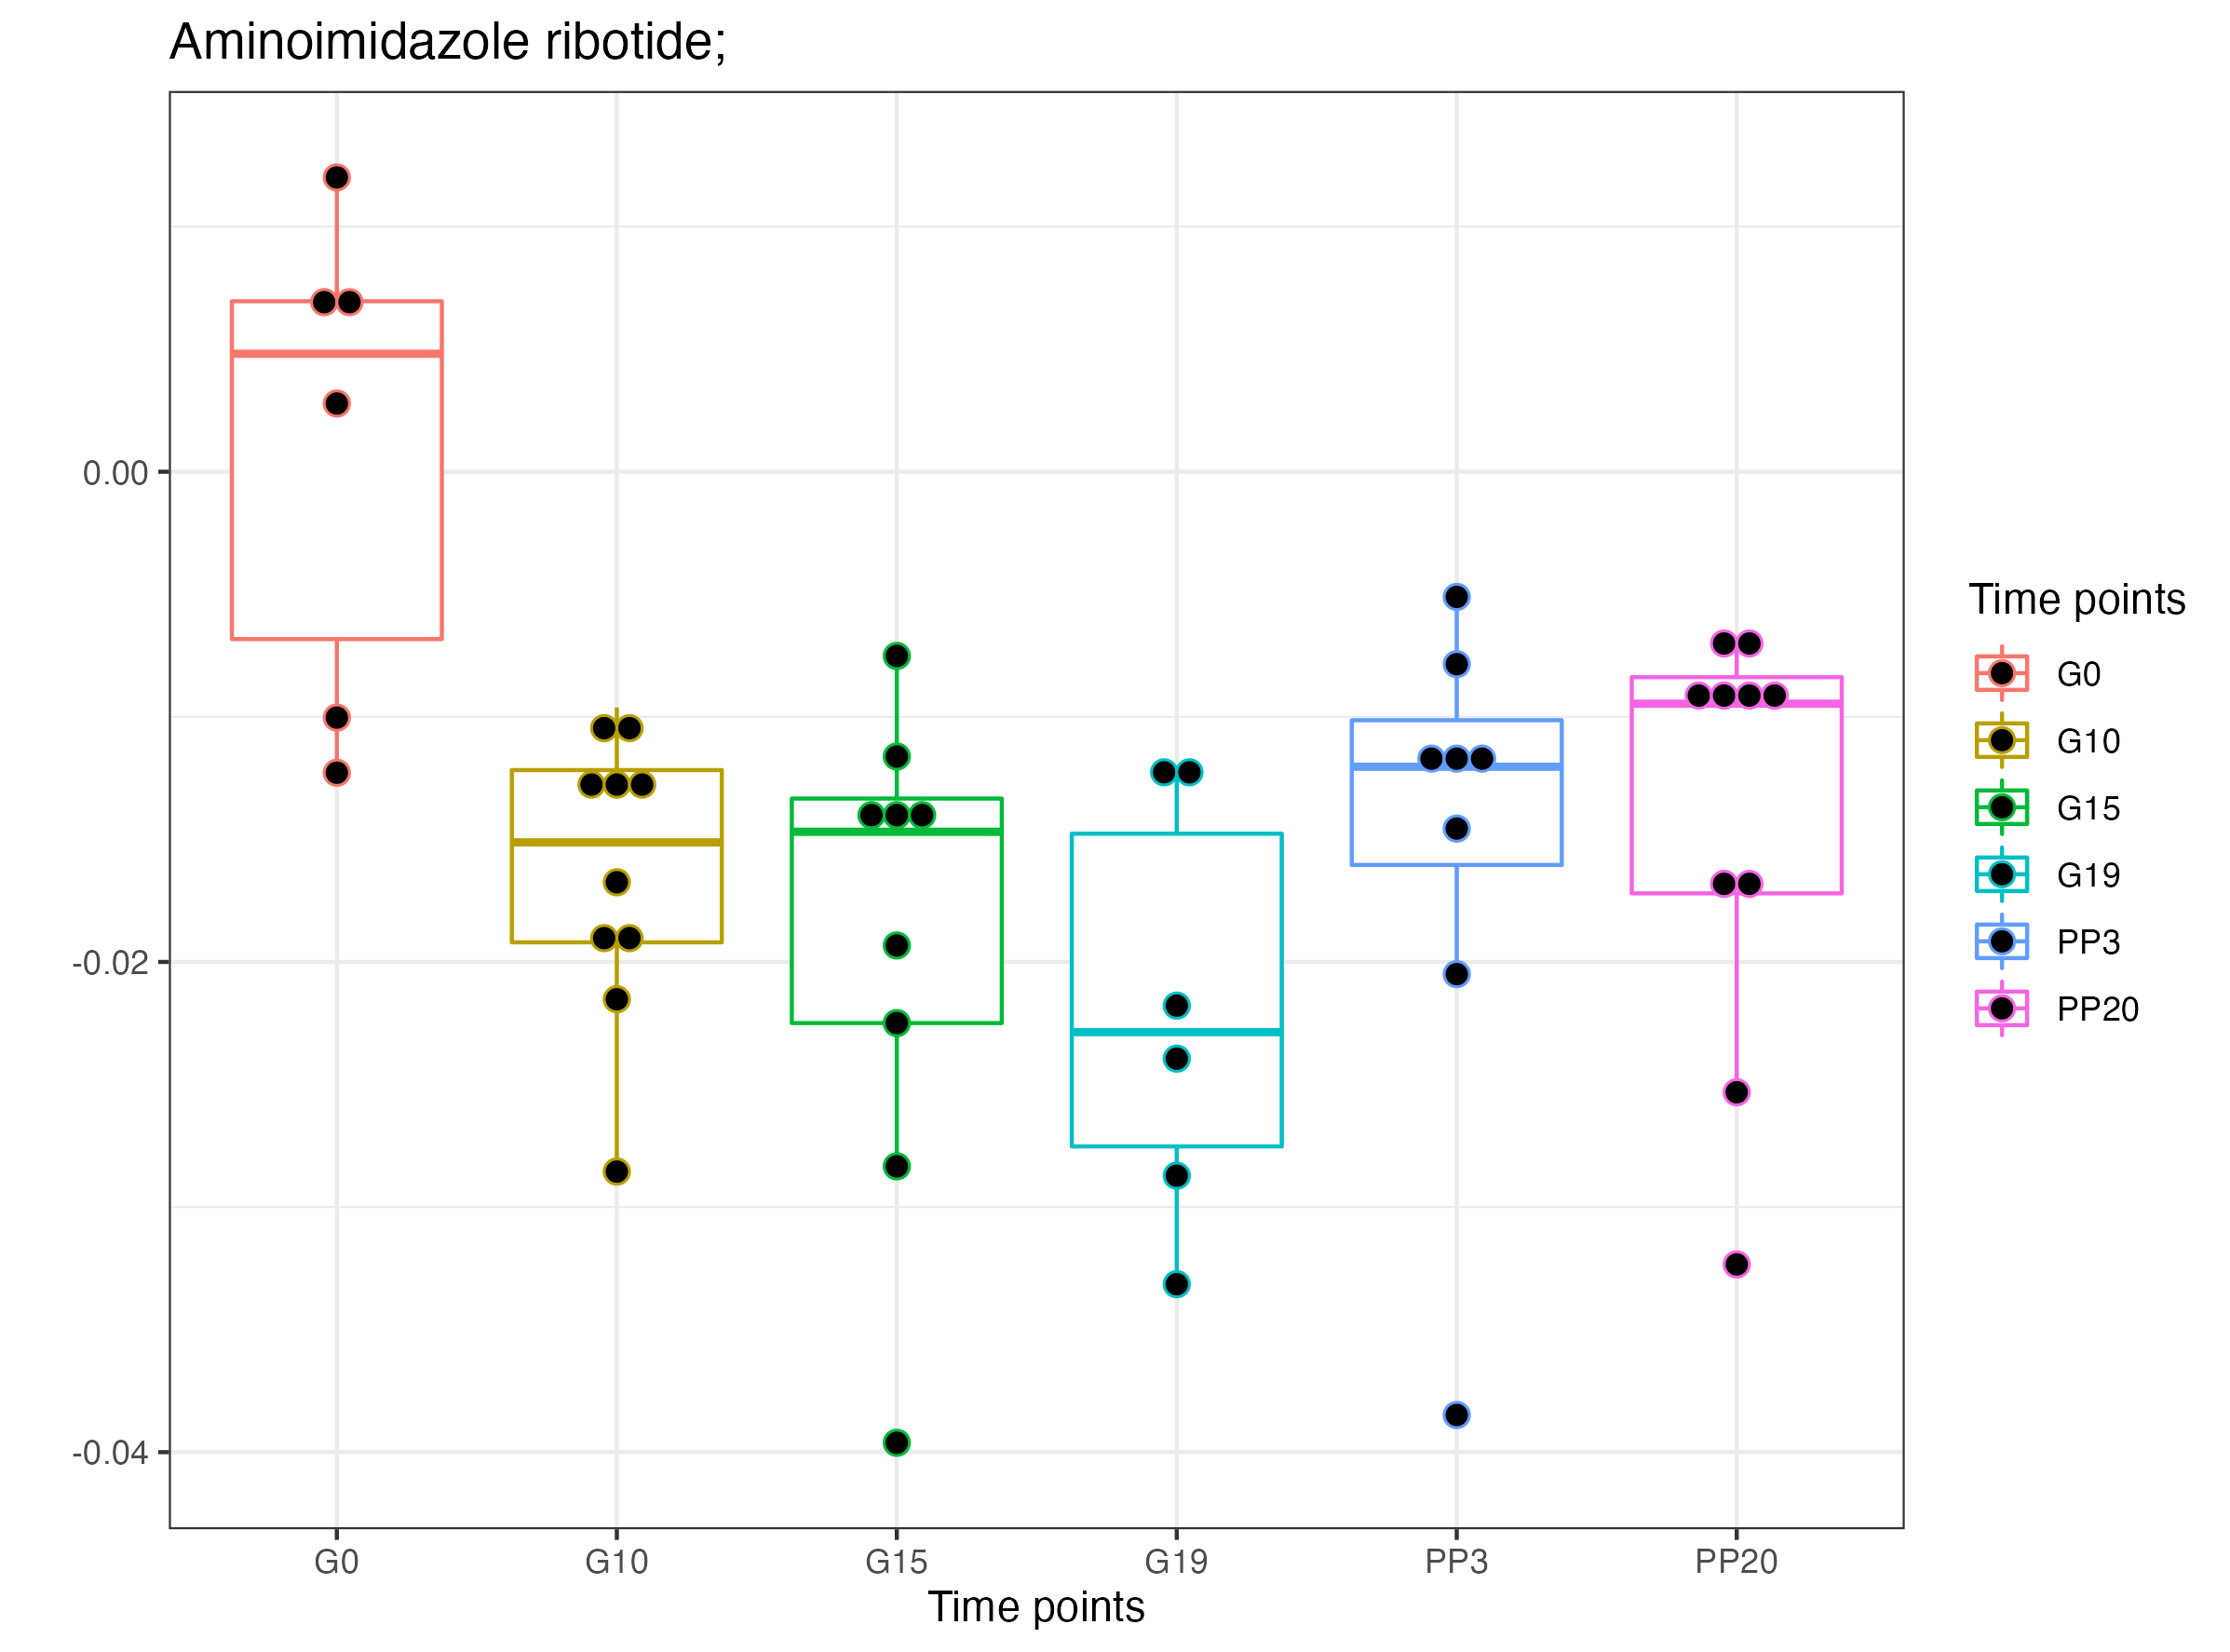 Aminoimidazole ribotide;
0.00
-0.02
-0.04
G0 G10 G15 G19 PP3 PP20
Time points
Time points
G0
G10
G15
G19
PP3
PP20